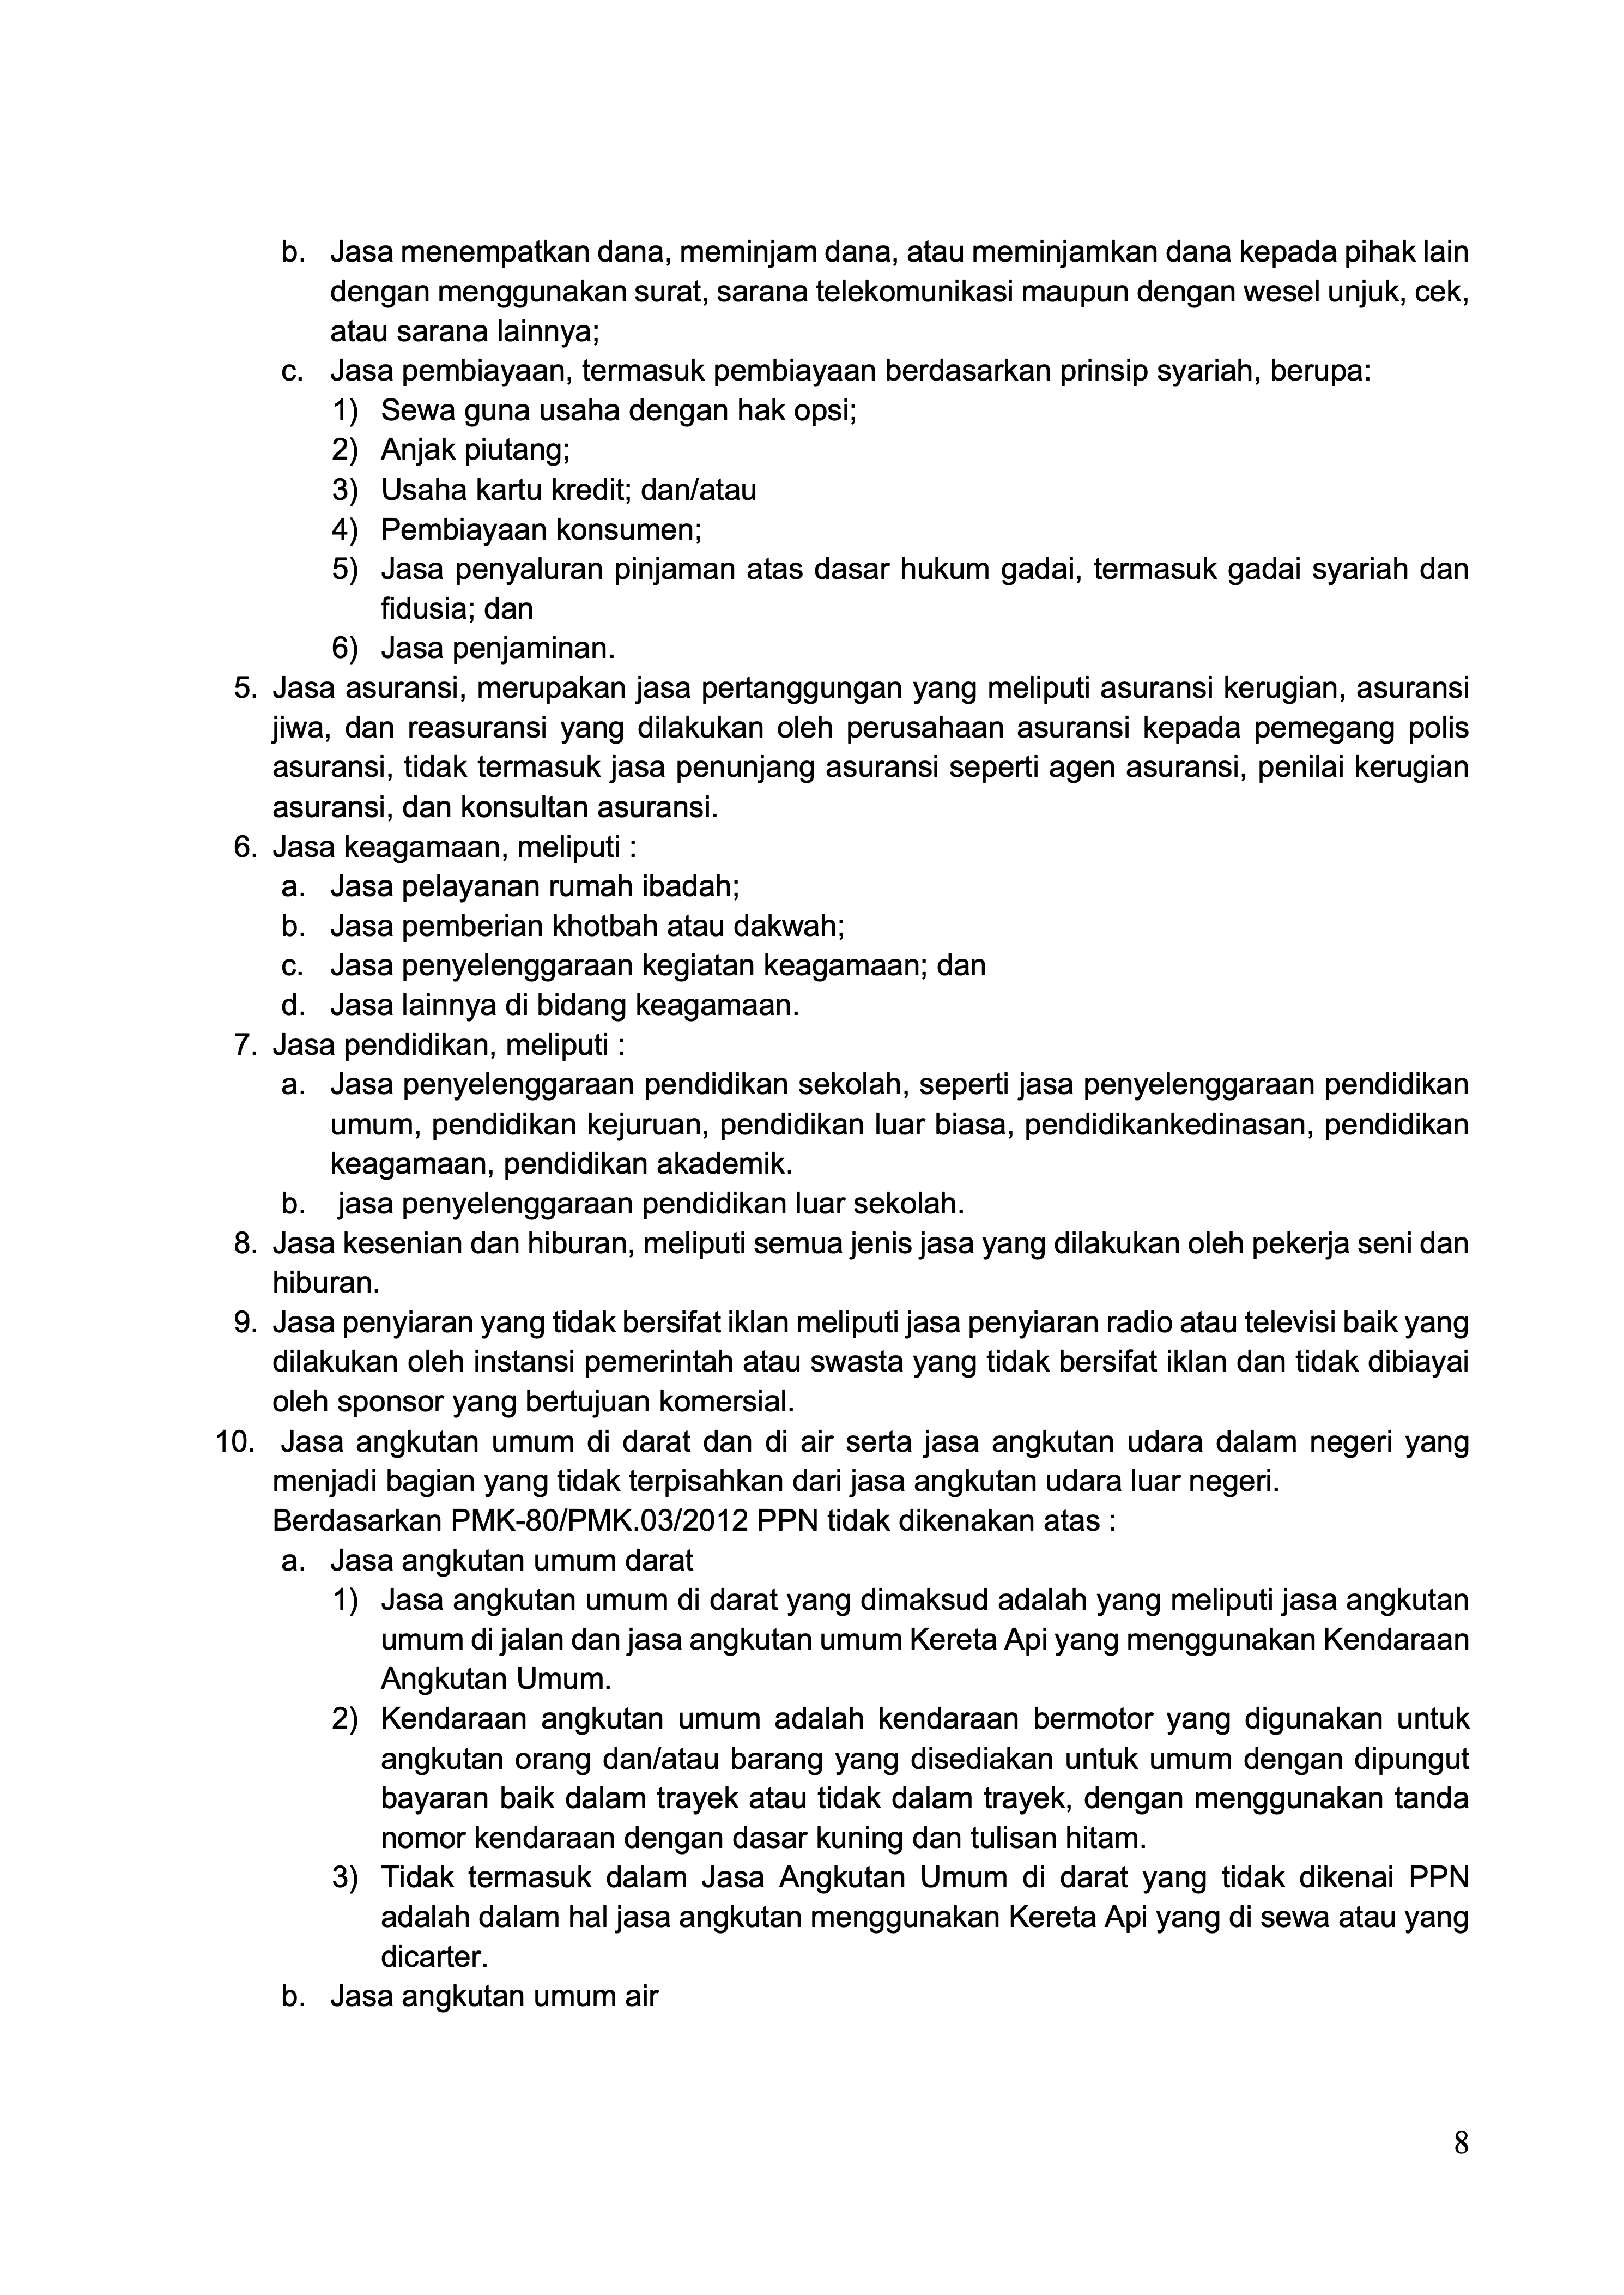 b. Jasa menempatkan dana, meminjam dana, atau meminjamkan dana kepada pihak lain
dengan menggunakan surat, sarana telekomunikasi maupun dengan wesel unjuk, cek,
atau sarana lainnya;
c. Jasa pembiayaan, termasuk pembiayaan berdasarkan prinsip syariah, berupa:
1) Sewa guna usaha dengan hak opsi;
2) Anjak piutang;
3) Usaha kartu kredit; dan/atau
4) Pembiayaan konsumen;
5) Jasa penyaluran pinjaman atas dasar hukum gadai, termasuk gadai syariah dan
fidusia; dan
6) Jasa penjaminan.
5. Jasa asuransi, merupakan jasa pertanggungan yang meliputi asuransi kerugian, asuransi
jiwa, dan reasuransi yang dilakukan oleh perusahaan asuransi kepada pemegang polis
asuransi, tidak termasuk jasa penunjang asuransi seperti agen asuransi, penilai kerugian
asuransi, dan konsultan asuransi.
6. Jasa keagamaan, meliputi :
a. Jasa pelayanan rumah ibadah;
b. Jasa pemberian khotbah atau dakwah;
c. Jasa penyelenggaraan kegiatan keagamaan; dan
d. Jasa lainnya di bidang keagamaan.
7. Jasa pendidikan, meliputi :
a. Jasa penyelenggaraan pendidikan sekolah, seperti jasa penyelenggaraan pendidikan
umum, pendidikan kejuruan, pendidikan luar biasa, pendidikankedinasan, pendidikan
keagamaan, pendidikan akademik.
b. jasa penyelenggaraan pendidikan luar sekolah.
8. Jasa kesenian dan hiburan, meliputi semua jenis jasa yang dilakukan oleh pekerja seni dan
hiburan.
9. Jasa penyiaran yang tidak bersifat iklan meliputi jasa penyiaran radio atau televisi baik yang
dilakukan oleh instansi pemerintah atau swasta yang tidak bersifat iklan dan tidak dibiayai
oleh sponsor yang bertujuan komersial.
10. Jasa angkutan umum di darat dan di air serta jasa angkutan udara dalam negeri yang
menjadi bagian yang tidak terpisahkan dari jasa angkutan udara luar negeri.
Berdasarkan PMK-80/PMK.03/2012 PPN tidak dikenakan atas :
a. Jasa angkutan umum darat
1) Jasa angkutan umum di darat yang dimaksud adalah yang meliputi jasa angkutan
umum di jalan dan jasa angkutan umum Kereta Api yang menggunakan Kendaraan
Angkutan Umum.
2) Kendaraan angkutan umum adalah kendaraan bermotor yang digunakan untuk
angkutan orang dan/atau barang yang disediakan untuk umum dengan dipungut
bayaran baik dalam trayek atau tidak dalam trayek, dengan menggunakan tanda
nomor kendaraan dengan dasar kuning dan tulisan hitam.
3) Tidak termasuk dalam Jasa Angkutan Umum di darat yang tidak dikenai PPN
adalah dalam hal jasa angkutan menggunakan Kereta Api yang di sewa atau yang
dicarter.
b. Jasa angkutan umum air
8